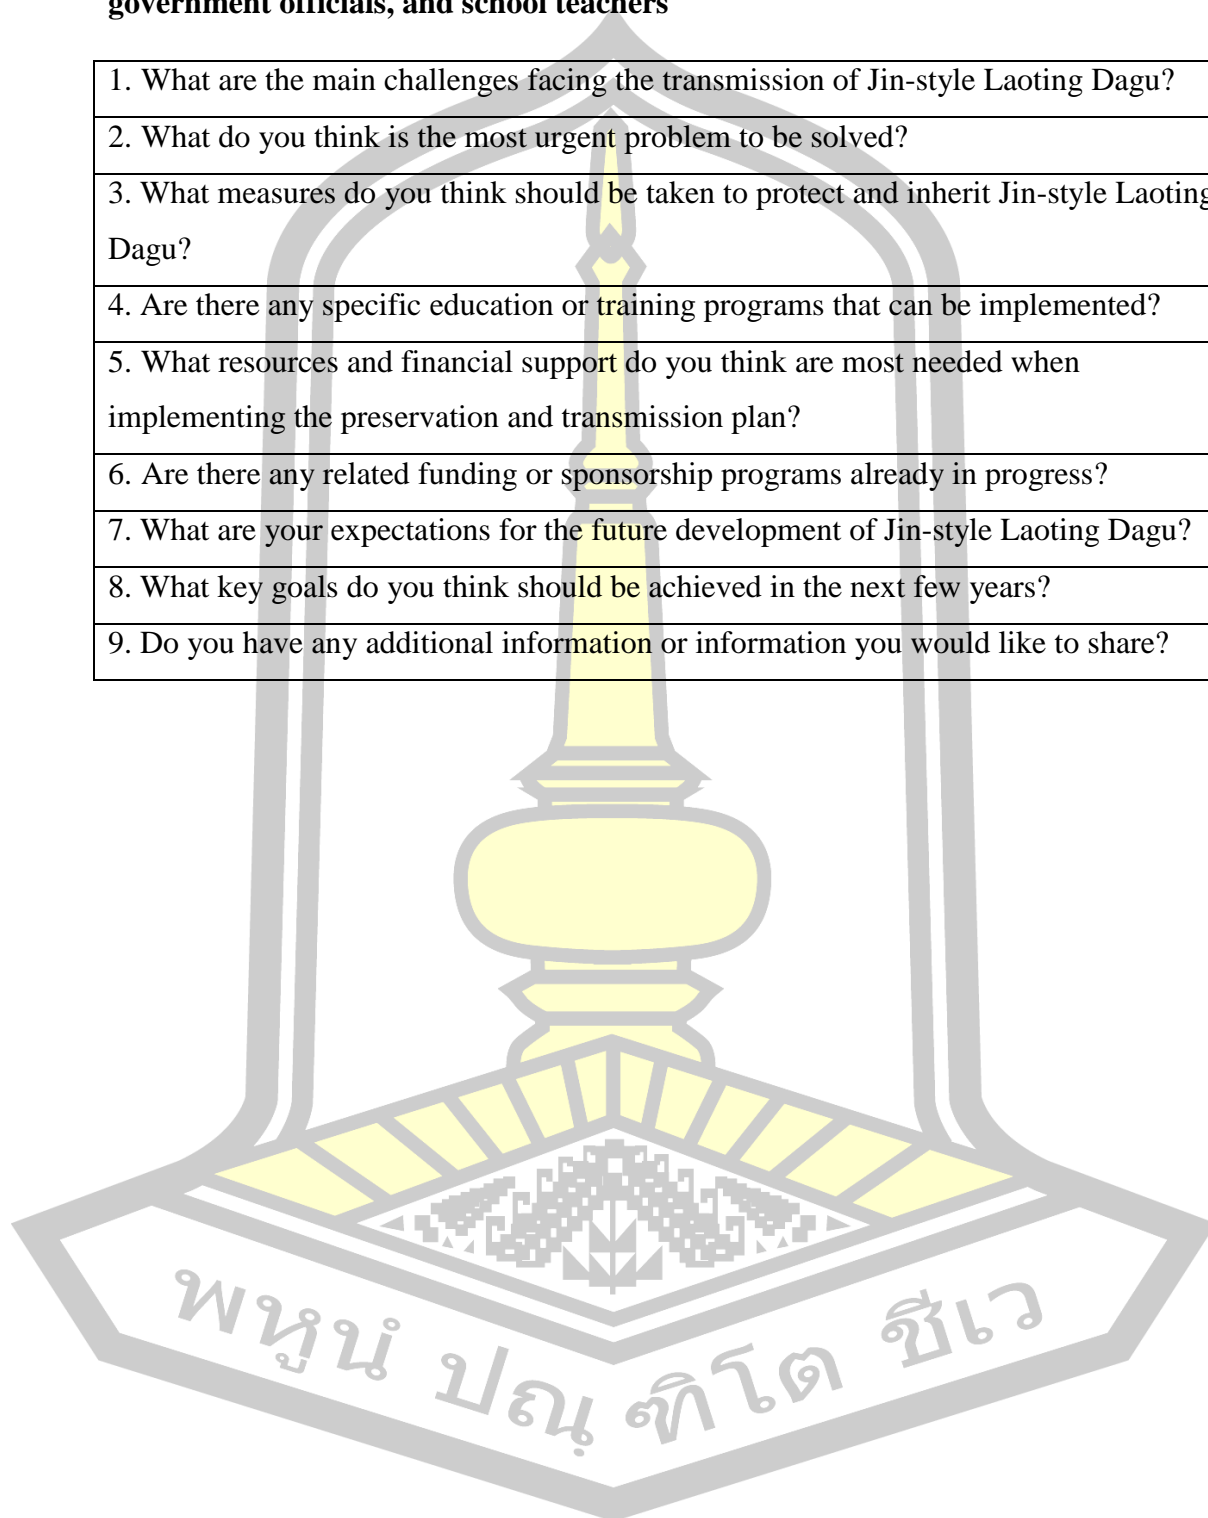 government officials, and school teachers
1. What are the main challenges facing the transmission of Jin-style Laoting Dagu?
2. What do you think is the most urgent problem to be solved?
3. What measures do you think should be taken to protect and inherit Jin-style Laoting
Dagu?
4. Are there any specific education or training programs that can be implemented?
5. What resources and financial support do you think are most needed when
implementing the preservation and transmission plan?
6. Are there any related funding or sponsorship programs already in progress?
7. What are your expectations for the future development of Jin-style Laoting Dagu?
8. What key goals do you think should be achieved in the next few years?
9. Do you have any additional information or information you would like to share?
พหูนํ ปณฺฑิโต ชีเว